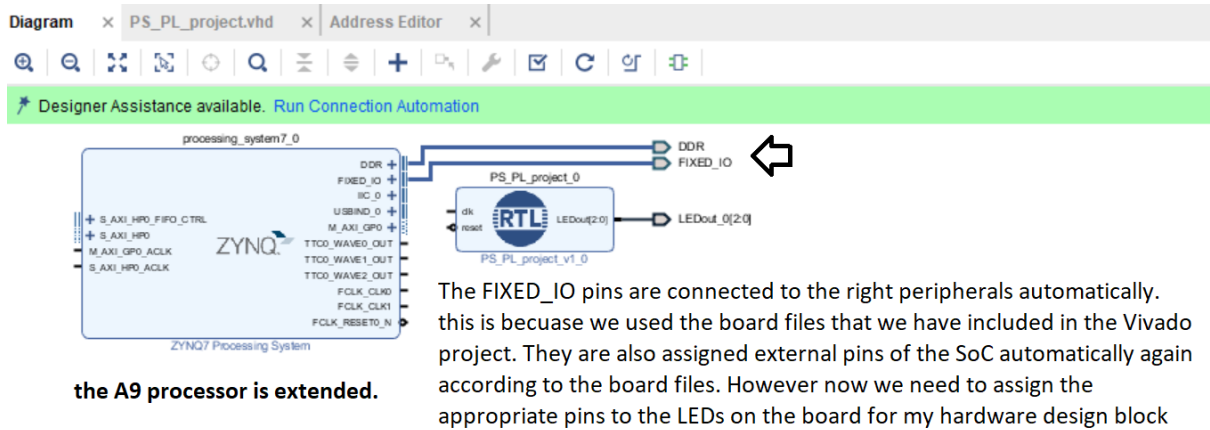 Diagram × PS_PL_project.vhd × Address Editor ×
Designer Assistance available. Run Connection Automation
processing_system7_0
DDR
FIXED_IO
IIC_0
USBIND_0
M_AXI_GP0
TTC0_WAVE0_OUT
TTC0_WAVE1_OUT
TTC0_WAVE2_OUT
FCLK_CLK0
FCLK_CLK1
FCLK_RESET0_N
S_AXI_HP0_FIFO_CTRL
S_AXI_HP0
M_AXI_GP0_ACLK
S_AXI_HP0_ACLK
ZYNQ
ZYNQ7 Processing System
DDR
FIXED_IO
PS_PL_project_0
clk
reset
RTL
LEDout[2:0]
PS_PL_project_v1_0
LEDout_0[2:0]
the A9 processor is extended.
The FIXED_IO pins are connected to the right peripherals automatically.
this is becuase we used the board files that we have included in the Vivado
project. They are also assigned external pins of the SoC automatically again
according to the board files. However now we need to assign the
appropriate pins to the LEDs on the board for my hardware design block